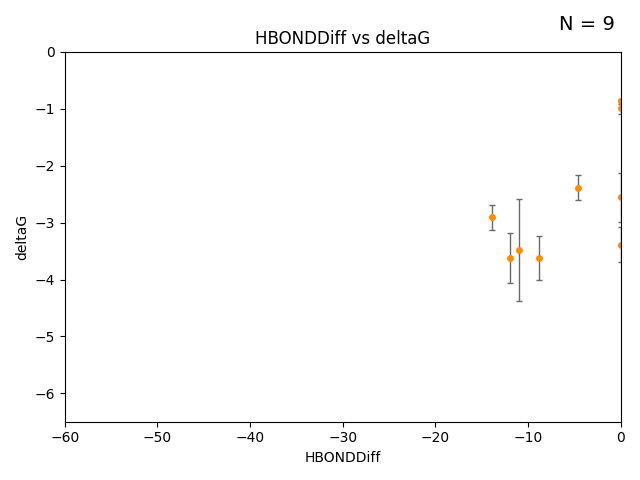 N = 9
HBONDDiff vs deltaG
0
−1
−2
−3
−4
−5
−6
deltaG
−60 −50 −40 −30 −20 −10 0
HBONDDiff